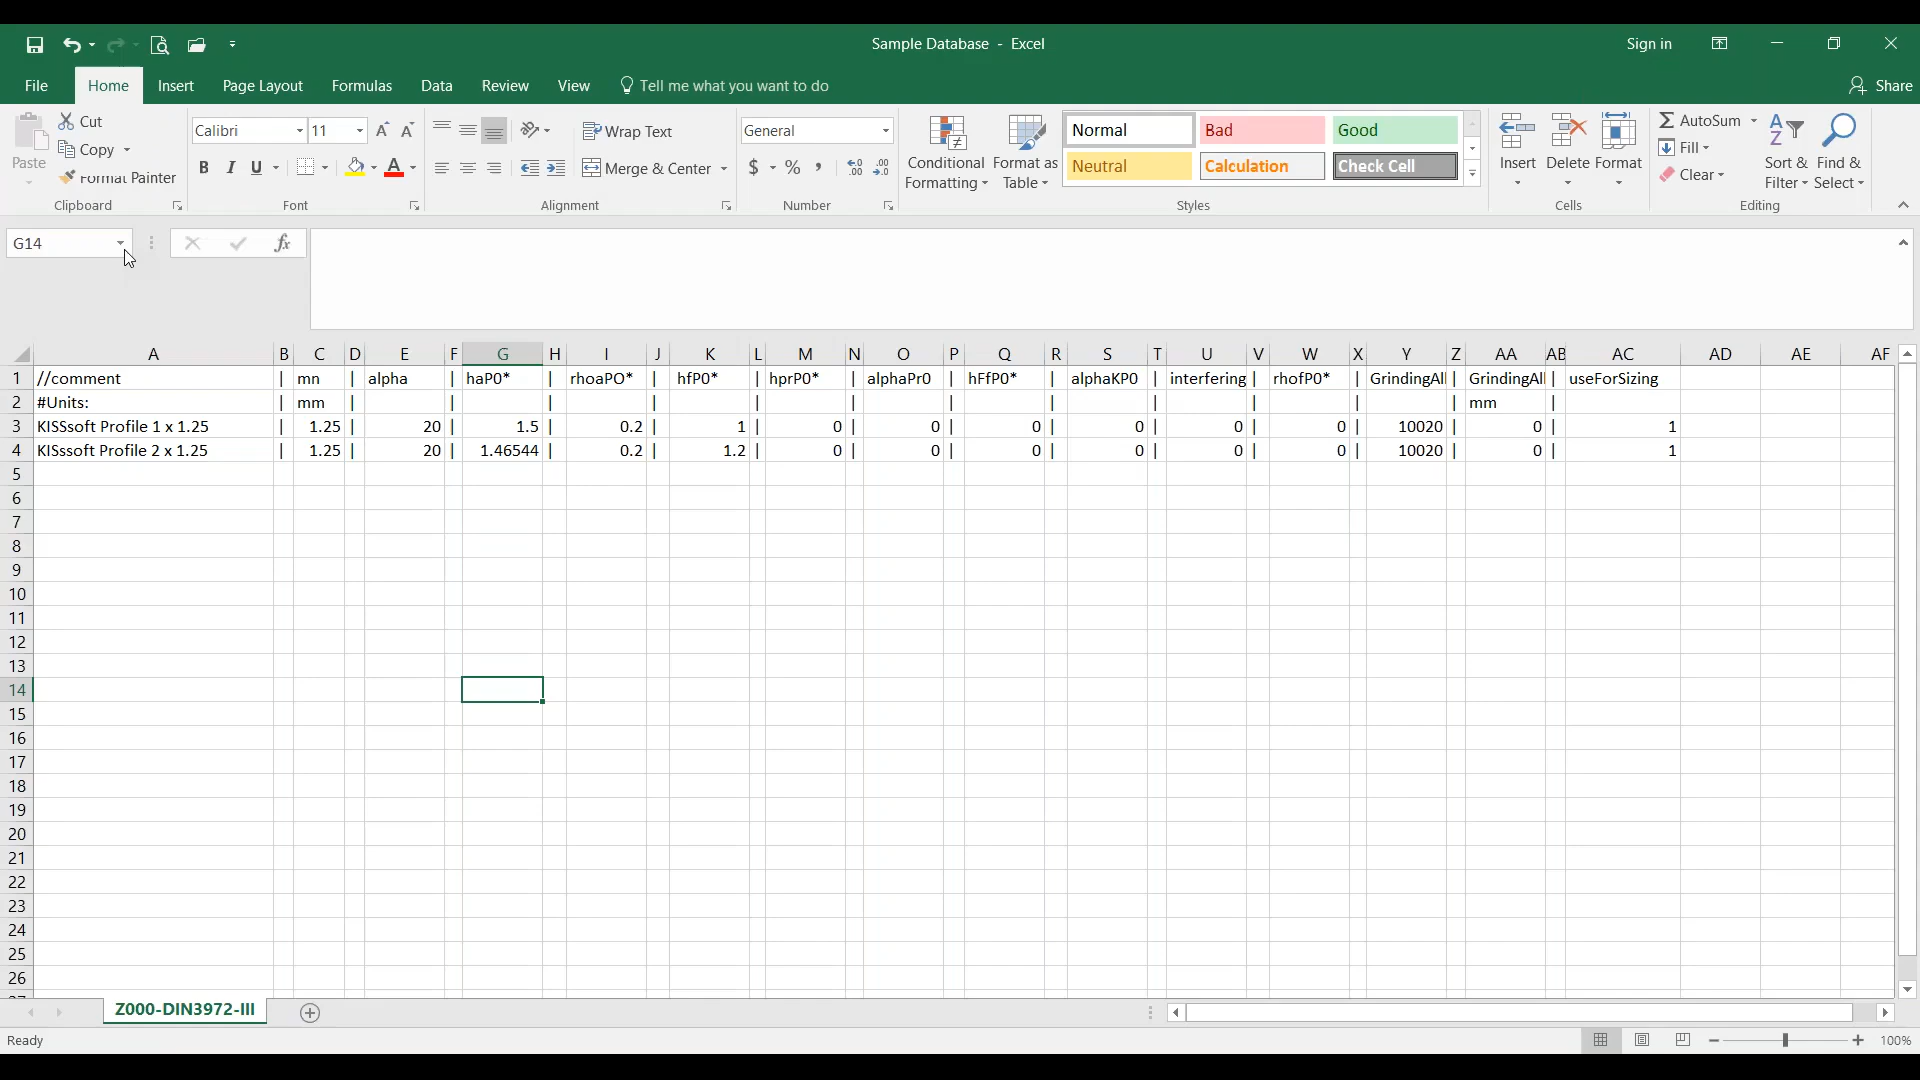 Sample Database - Excel
Sign in
File Home Insert Page Layout Formulas Data Review View Tell me what you want to do Share
Paste
Cut
Copy
Format Painter
Clipboard
Calibri 11
B I U
Font
Wrap Text
Merge & Center
Alignment
General
$ % ,
Number
Conditional Formatting
Format as Table
Normal Bad Good
Neutral Calculation Check Cell
Styles
Insert Delete Format
Cells
AutoSum
Fill
Clear
Sort & Filter
Find & Select
Editing
G14 fx
A B C D E F G H I J K L M N O P Q R S T U V W X Y Z AA AB AC AD AE AF
1 //comment | mn | alpha | haP0* | rhoaPO* | hfP0* | hprP0* | alphaPr0 | hFfP0* | alphaKP0 | interfering | rhofP0* | GrindingAll | GrindingAll | useForSizing
2 #Units: | mm | | | | | | | | | | | | mm |
3 KISSsoft Profile 1 x 1.25 | 1.25 | 20 | 1.5 | 0.2 | 1 | 0 | 0 | 0 | 0 | 0 | 0 | 10020 | 0 | 1
4 KISssoft Profile 2 x 1.25 | 1.25 | 20 | 1.46544 | 0.2 | 1.2 | 0 | 0 | 0 | 0 | 0 | 0 | 10020 | 0 | 1
5
6
7
8
9
10
11
12
13
14
15
16
17
18
19
20
21
22
23
24
25
26
Z000-DIN3972-III
Ready 100%